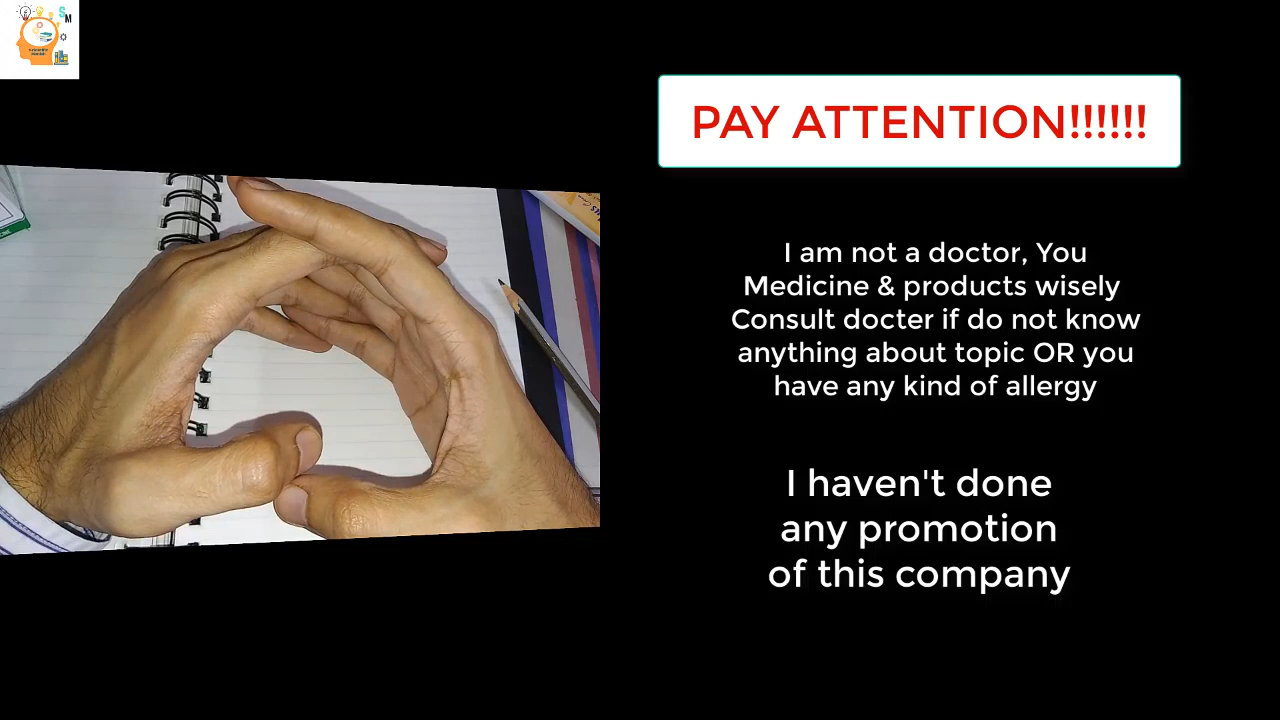 SM
PAY ATTENTION!!!!!!
I am not a doctor, You
Medicine & products wisely
Consult docter if do not know
anything about topic OR you
have any kind of allergy
I haven't done
any promotion
of this company